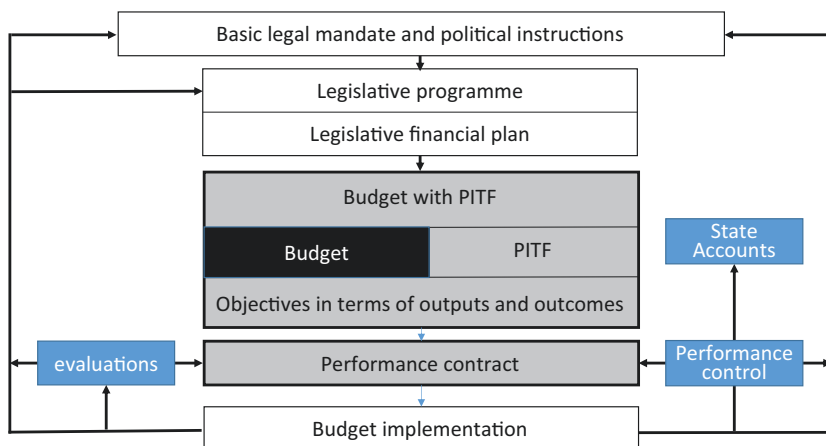 Basic legal mandate and political instructions
Legislative programme
Legislative financial plan
Budget with PITF
Budget
PITF
State
Accounts
Objectives in terms of outputs and outcomes
evaluations
Performance contract
Performance
control
Budget implementation